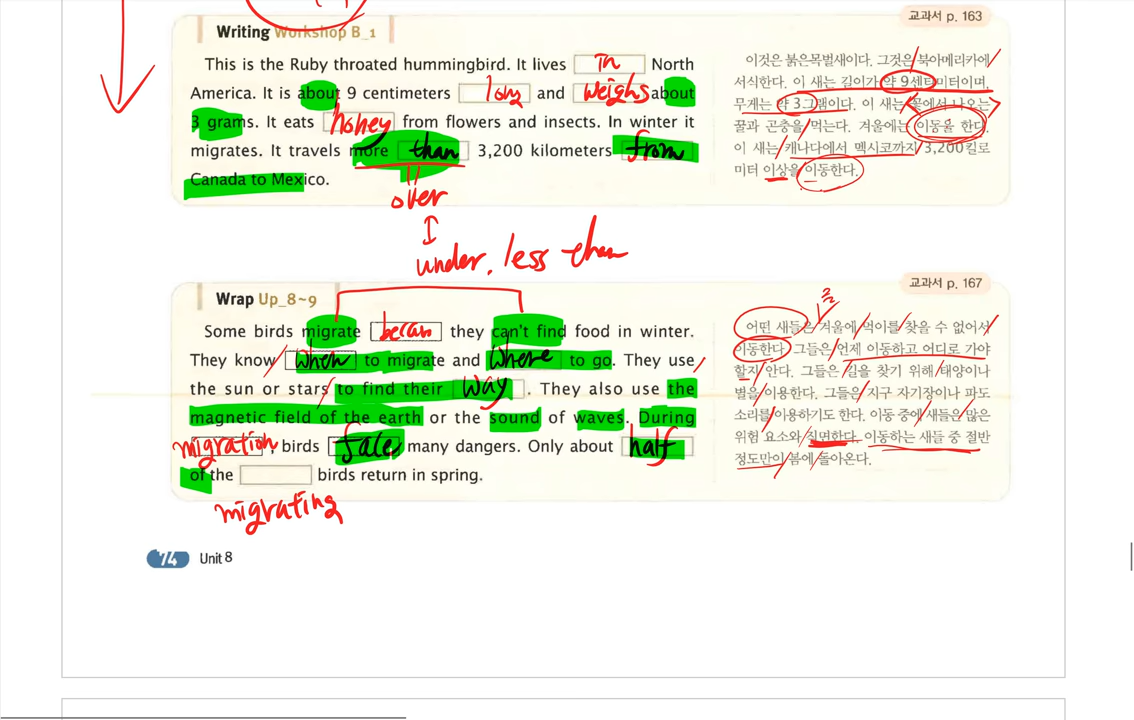 교과서 p. 163
Writing Workshop B_1
This is the Ruby throated hummingbird. It lives in North
America. It is about 9 centimeters long and weighs about
3 grams. It eats honey from flowers and insects. In winter it
migrates. It travels more than 3,200 kilometers from
Canada to Mexico.
over
under. less than
이것은 붉은목벌새이다. 그것은 북아메리카에
서식한다. 이 새는 길이가 약 9센티미터이며,
무게는 약 3그램이다. 이 새는 꽃에서 나오는
꿀과 곤충을 먹는다. 겨울에는 이동을 한다.
이 새는 캐나다에서 멕시코까지 3,200킬로
미터 이상을 이동한다.
교과서 p. 167
Wrap Up_8~9
Some birds migrate becau they can't find food in winter.
They know when to migrate and where to go. They use
the sun or stars to find their way. They also use the
magnetic field of the earth or the sound of waves. During
migration, birds face many dangers. Only about half
of the birds return in spring.
migrating
어떤 새들은 겨울에 먹이를 찾을 수 없어서
이동한다. 그들은 언제 이동하고 어디로 가야
할지 안다. 그들은 길을 찾기 위해 태양이나
별을 이용한다. 그들은 지구 자기장이나 파도
소리를 이용하기도 한다. 이동 중에 새들은 많은
위험 요소와 직면한다. 이동하는 새들 중 절반
정도만이 봄에 돌아온다.
74 Unit 8